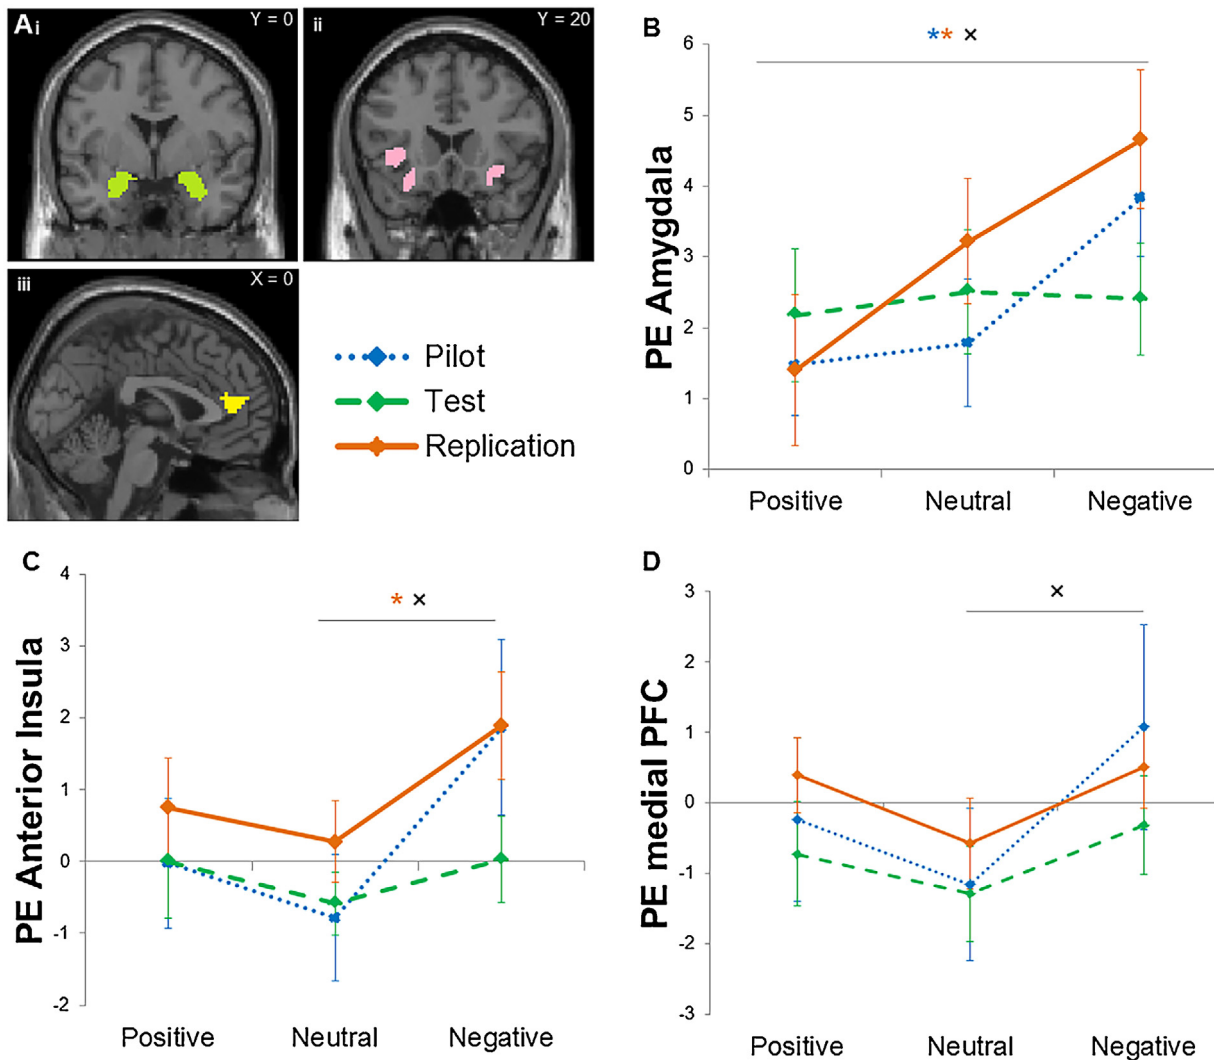 Ai
Y = 0
ii
Y = 20
iii
X = 0
Pilot
Test
Replication
B
** ×
PE Amygdala
6
5
4
3
2
1
0
Positive Neutral Negative
C
* ×
PE Anterior Insula
4
3
2
1
0
-1
-2
Positive Neutral Negative
D
×
PE medial PFC
3
2
1
0
-1
-2
-3
Positive Neutral Negative